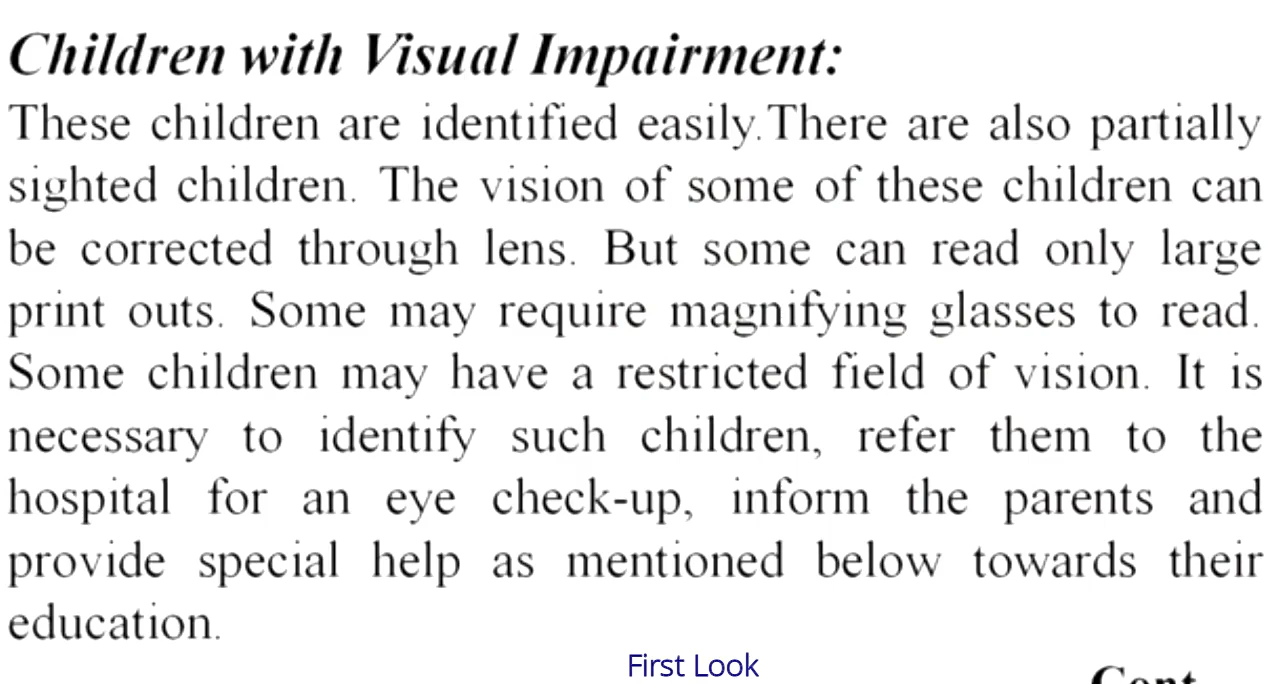 Children with Visual Impairment:
These children are identified easily.There are also partially
sighted children. The vision of some of these children can
be corrected through lens. But some can read only large
print outs. Some may require magnifying glasses to read.
Some children may have a restricted field of vision. It is
necessary to identify such children, refer them to the
hospital for an eye check-up, inform the parents and
provide special help as mentioned below towards their
education.
First Look
Cont